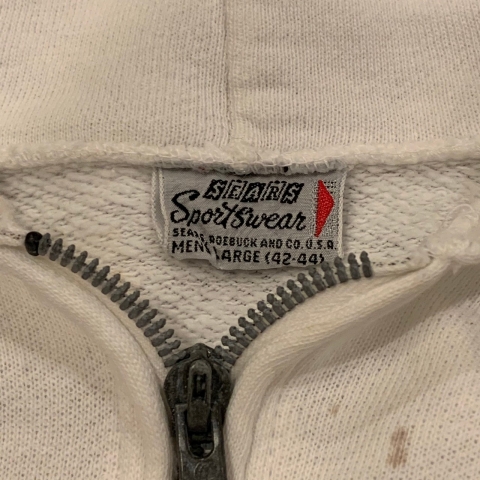 SEARS
Sportswear
SEARS, ROEBUCK AND CO. U.S.A.
MEN LARGE (42-44)